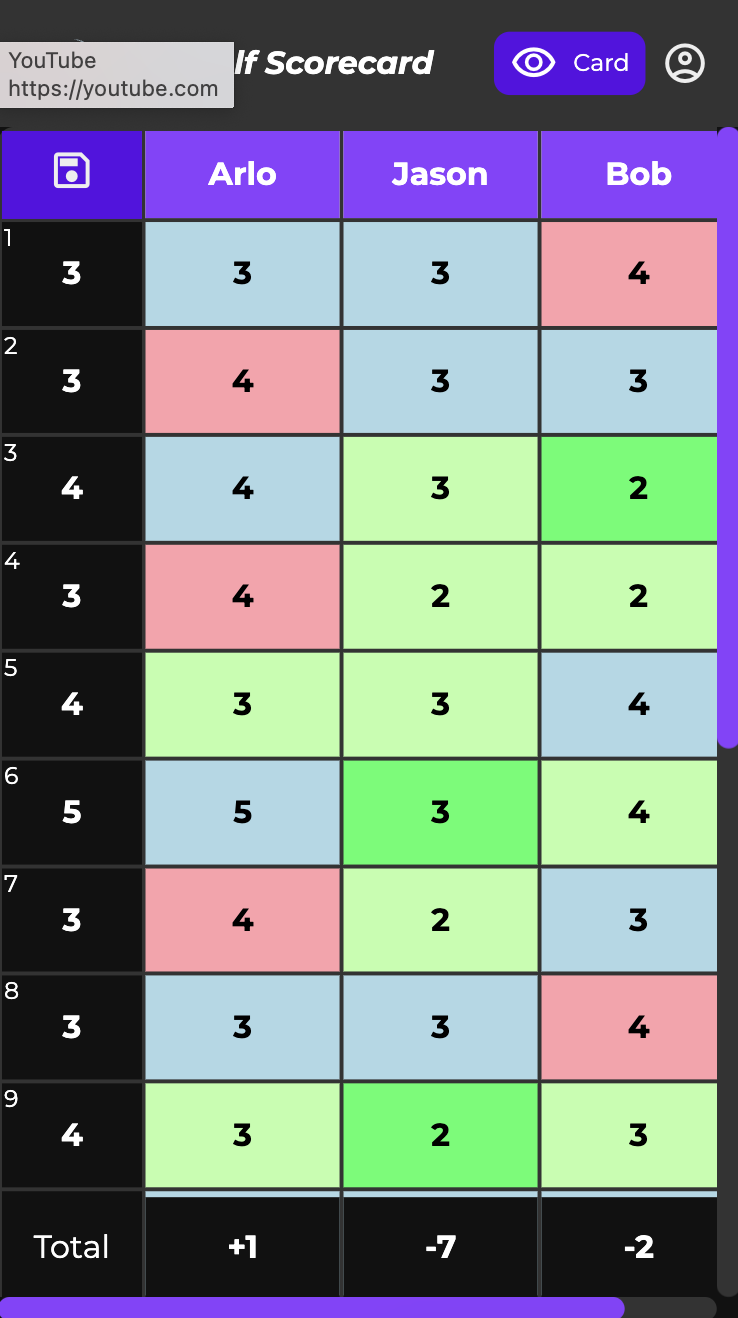 YouTube
https://youtube.com
lf Scorecard
Card
Arlo Jason Bob
1 3 3 3 4
2 3 4 3 3
3 4 4 3 2
4 3 4 2 2
5 4 3 3 4
6 5 5 3 4
7 3 4 2 3
8 3 3 3 4
9 4 3 2 3
Total +1 -7 -2